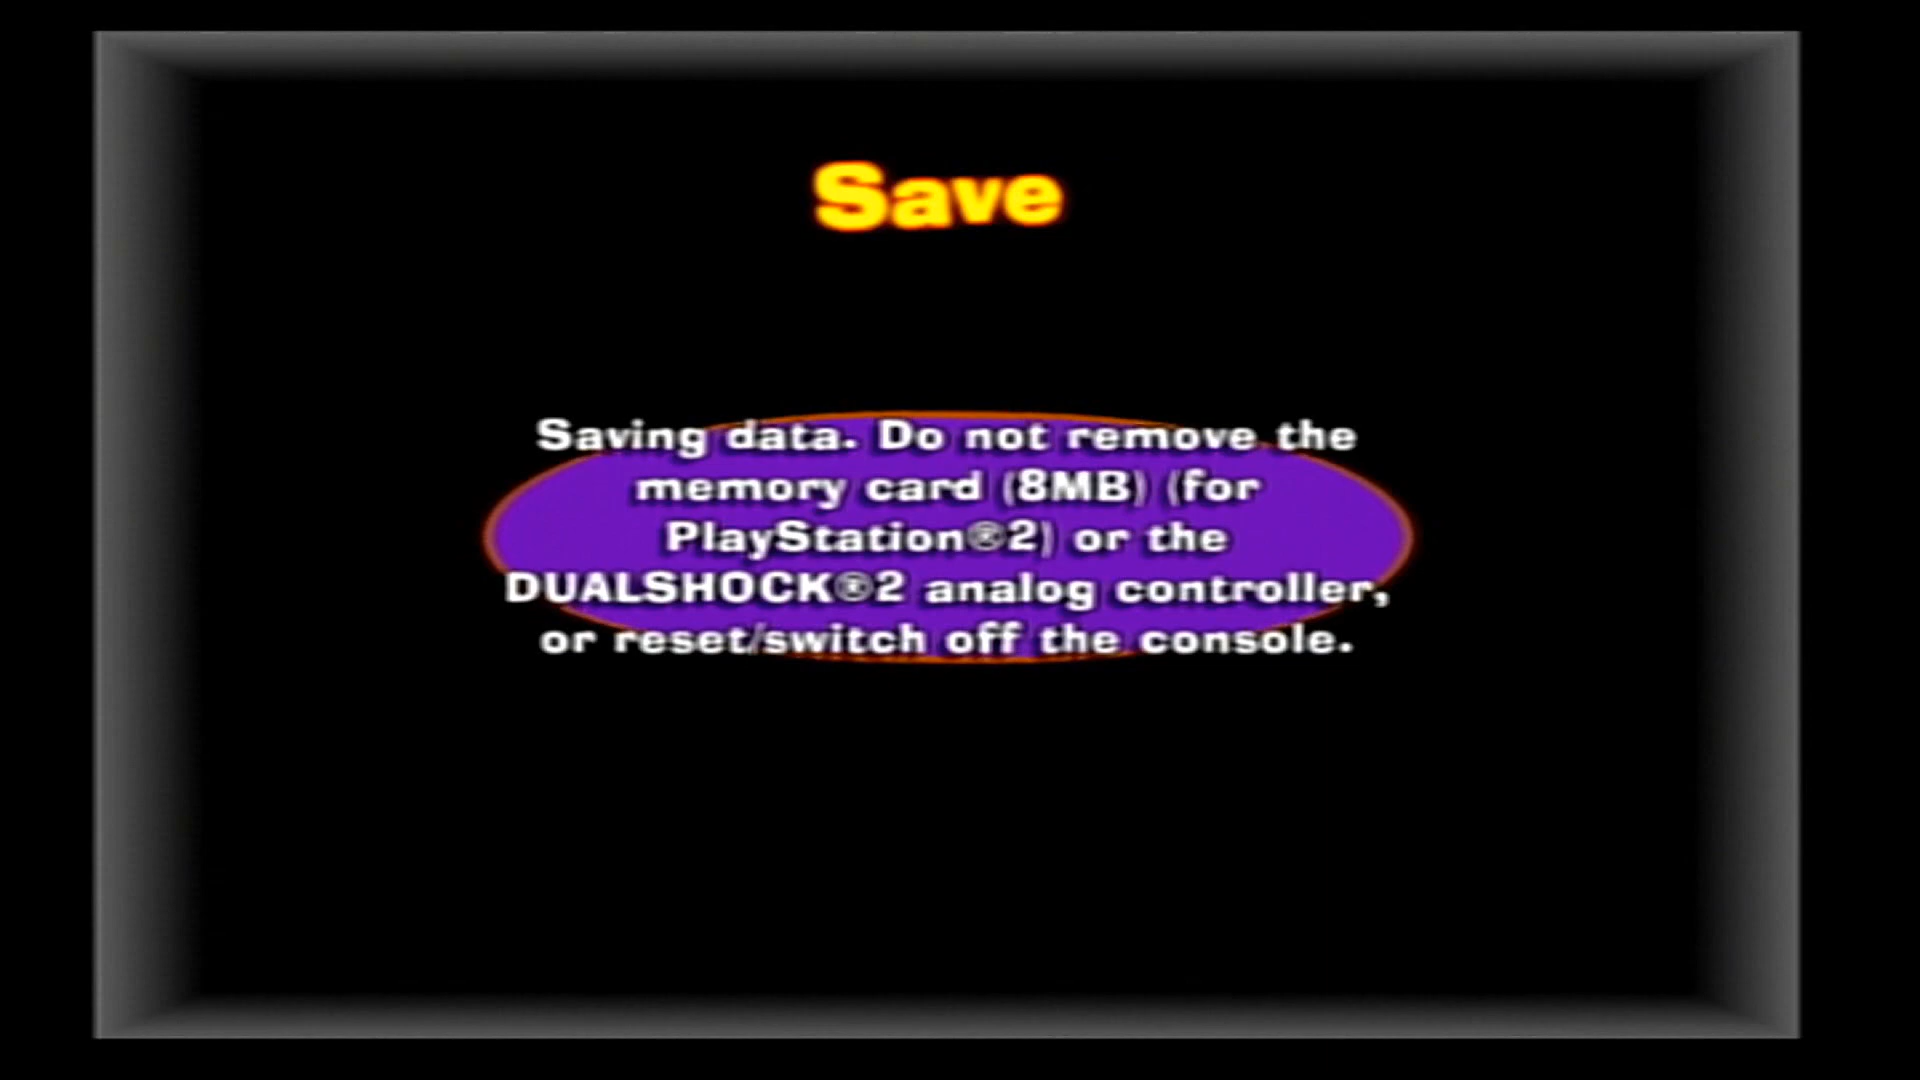 Save
Saving data. Do not remove the
memory card (8MB) (for
PlayStation®2) or the
DUALSHOCK®2 analog controller,
or reset/switch off the console.